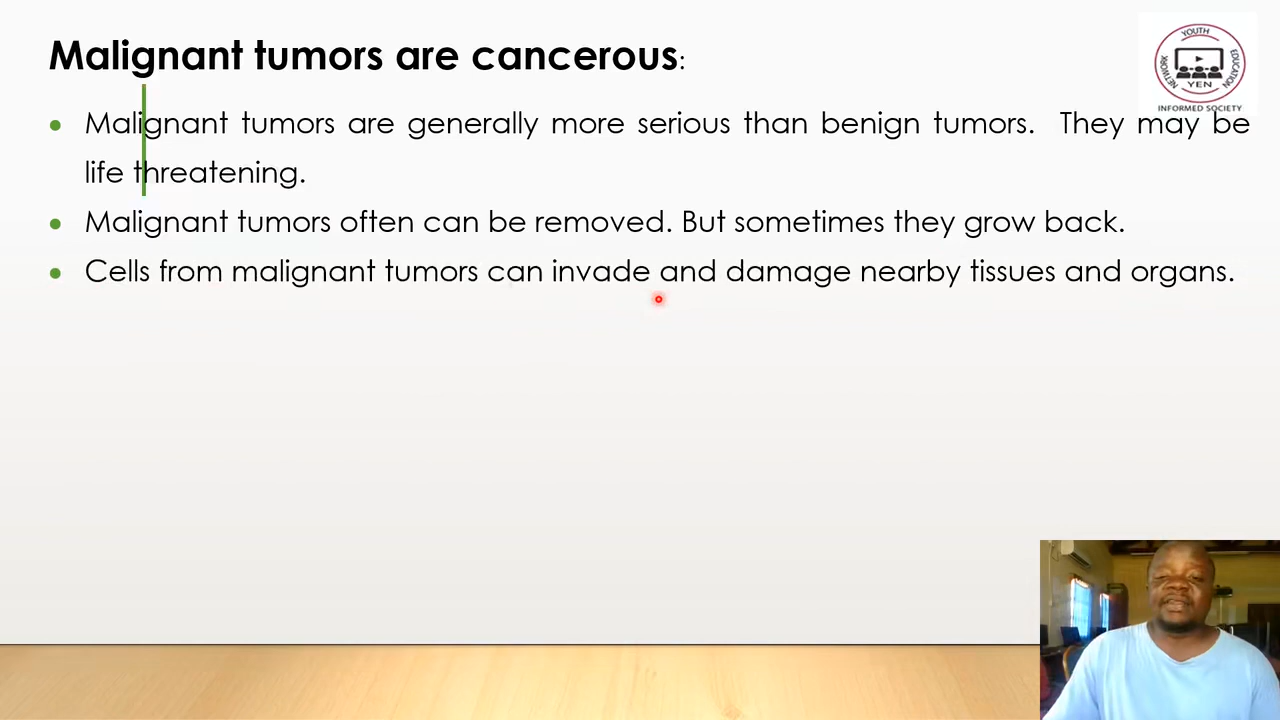 Malignant tumors are cancerous:
YOUTH
EDUCATION
NETWORK
YEN
INFORMED SOCIETY
• Malignant tumors are generally more serious than benign tumors. They may be
life threatening.
• Malignant tumors often can be removed. But sometimes they grow back.
• Cells from malignant tumors can invade and damage nearby tissues and organs.